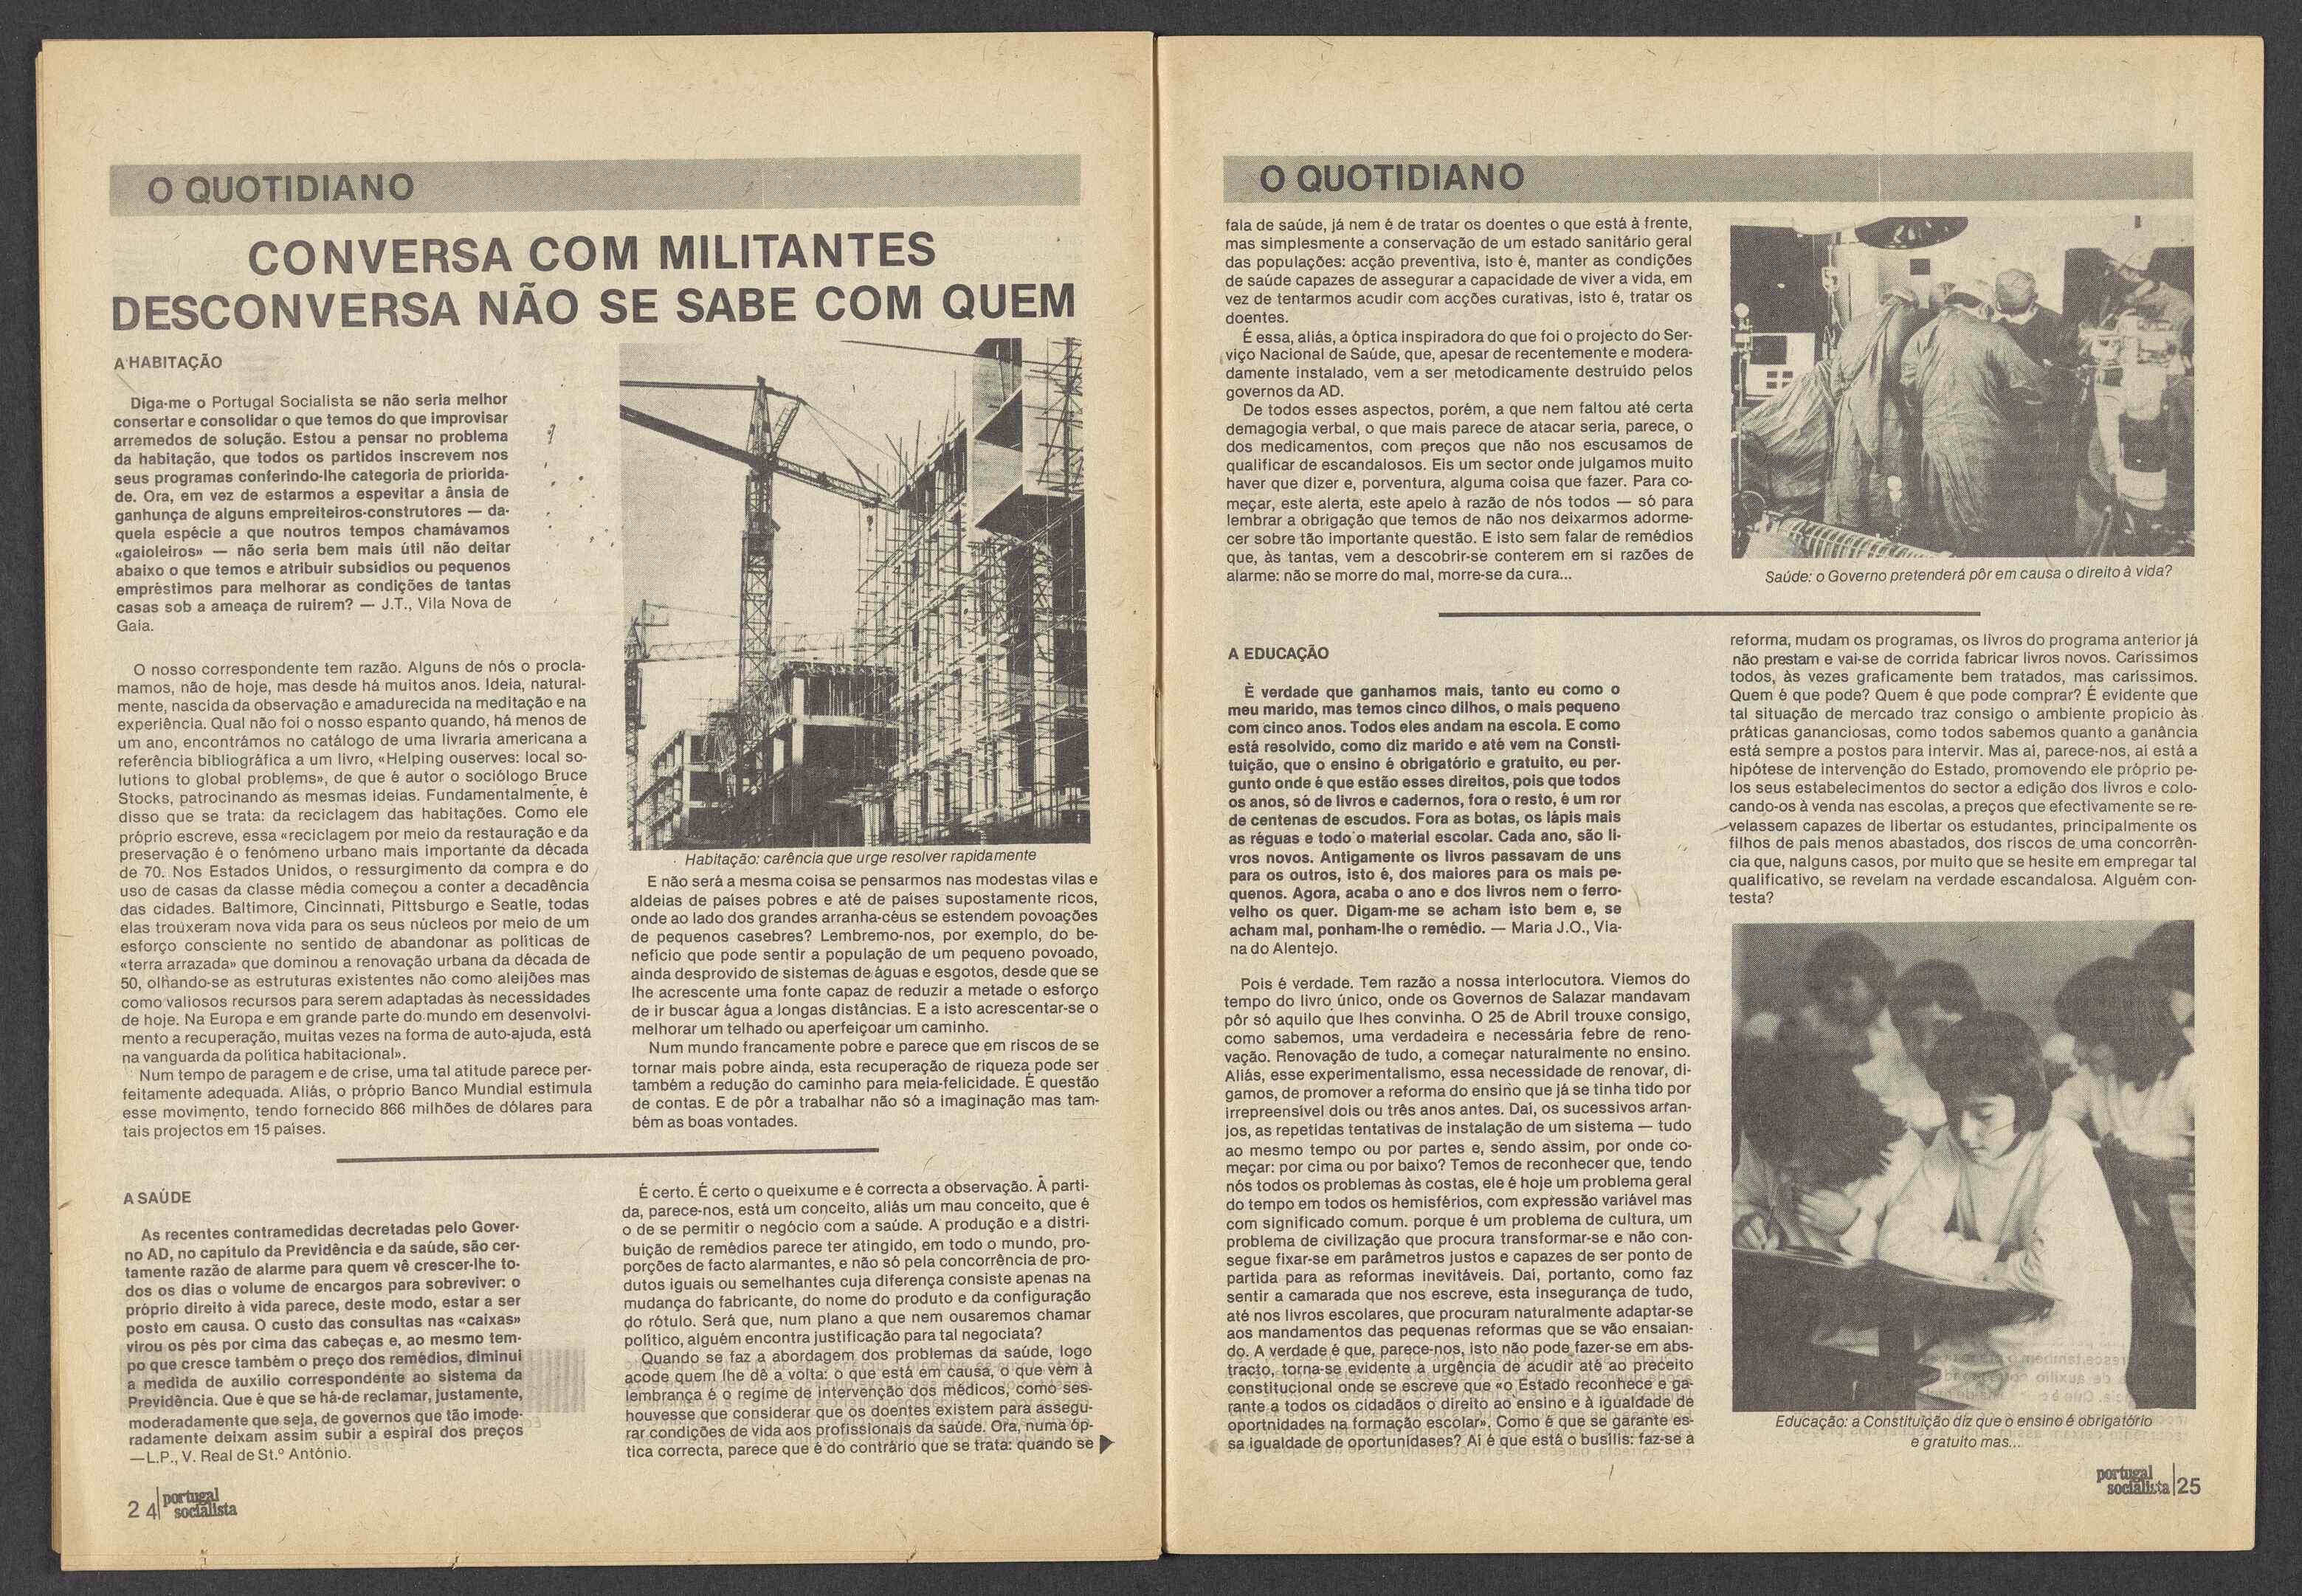 O QUOTIDIANO
CONVERSA COM MILITANTES
DESCONVERSA NÃO SE SABE COM QUEM
A HABITAÇÃO
Diga-me o Portugal Socialista se não seria melhor
consertar e consolidar o que temos do que improvisar
arremedos de solução. Estou a pensar no problema
da habitação, que todos os partidos inscrevem nos
seus programas conferindo-lhe categoria de priorida-
de. Ora, em vez de estarmos a espevitar a ânsia de
ganhunça de alguns empreiteiros-construtores — da-
quela espécie a que noutros tempos chamávamos
«gaioleiros» — não seria bem mais útil não deitar
abaixo o que temos e atribuir subsídios ou pequenos
empréstimos para melhorar as condições de tantas
casas sob a ameaça de ruirem? — J.T., Vila Nova de
Gaia.
O nosso correspondente tem razão. Alguns de nós o procla-
mamos, não de hoje, mas desde há muitos anos. Ideia, natural-
mente, nascida da observação e amadurecida na meditação e na
experiência. Qual não foi o nosso espanto quando, há menos de
um ano, encontrámos no catálogo de uma livraria americana a
referência bibliográfica a um livro, «Helping ouserves: local so-
lutions to global problems», de que é autor o sociólogo Bruce
Stocks, patrocinando as mesmas ideias. Fundamentalmente, é
disso que se trata: da reciclagem das habitações. Como ele
próprio escreve, essa «reciclagem por meio da restauração e da
preservação é o fenómeno urbano mais importante da década
de 70. Nos Estados Unidos, o ressurgimento da compra e do
uso de casas da classe média começou a conter a decadência
das cidades. Baltimore, Cincinnati, Pittsburgo e Seatle, todas
elas trouxeram nova vida para os seus núcleos por meio de um
esforço consciente no sentido de abandonar as políticas de
«terra arrazada» que dominou a renovação urbana da década de
50, olhando-se as estruturas existentes não como aleijões mas
como valiosos recursos para serem adaptadas às necessidades
de hoje. Na Europa e em grande parte do mundo em desenvolvi-
mento a recuperação, muitas vezes na forma de auto-ajuda, está
na vanguarda da política habitacional».
Num tempo de paragem e de crise, uma tal atitude parece per-
feitamente adequada. Aliás, o próprio Banco Mundial estimula
esse movimento, tendo fornecido 866 milhões de dólares para
tais projectos em 15 países.
Habitação: carência que urge resolver rapidamente
E não será a mesma coisa se pensarmos nas modestas vilas e
aldeias de países pobres e até de países supostamente ricos,
onde ao lado dos grandes arranha-céus se estendem povoações
de pequenos casebres? Lembremo-nos, por exemplo, do be-
nefício que pode sentir a população de um pequeno povoado,
ainda desprovido de sistemas de águas e esgotos, desde que se
lhe acrescente uma fonte capaz de reduzir a metade o esforço
de ir buscar água a longas distâncias. E a isto acrescentar-se o
melhorar um telhado ou aperfeiçoar um caminho.
Num mundo francamente pobre e parece que em riscos de se
tornar mais pobre ainda, esta recuperação de riqueza pode ser
também a redução do caminho para meia-felicidade. É questão
de contas. E de pôr a trabalhar não só a imaginação mas tam-
bém as boas vontades.
A SAÚDE
As recentes contramedidas decretadas pelo Gover-
no AD, no capítulo da Previdência e da saúde, são cer-
tamente razão de alarme para quem vê crescer-lhe to-
dos os dias o volume de encargos para sobreviver: o
próprio direito à vida parece, deste modo, estar a ser
posto em causa. O custo das consultas nas «caixas»
virou os pés por cima das cabeças e, ao mesmo tem-
po que cresce também o preço dos remédios, diminui
a medida de auxílio correspondente ao sistema da
Previdência. Que é que se há-de reclamar, justamente,
moderadamente que seja, de governos que tão imode-
radamente deixam assim subir a espiral dos preços
—L.P., V. Real de St.º António.
É certo. É certo o queixume e é correcta a observação. À parti-
da, parece-nos, está um conceito, aliás um mau conceito, que é
o de se permitir o negócio com a saúde. A produção e a distri-
buição de remédios parece ter atingido, em todo o mundo, pro-
porções de facto alarmantes, e não só pela concorrência de pro-
dutos iguais ou semelhantes cuja diferença consiste apenas na
mudança do fabricante, do nome do produto e da configuração
do rótulo. Será que, num plano a que nem ousaremos chamar
político, alguém encontra justificação para tal negociata?
Quando se faz a abordagem dos problemas da saúde, logo
acode quem lhe dê a volta: o que está em causa, o que vem à
lembrança é o regime de intervenção dos médicos, como ses-
houvesse que considerar que os doentes existem para assegu-
rar condições de vida aos profissionais da saúde. Ora, numa óp-
tica correcta, parece que é do contrário que se trata: quando se
24 portugal
socialista
O QUOTIDIANO
fala de saúde, já nem é de tratar os doentes o que está à frente,
mas simplesmente a conservação de um estado sanitário geral
das populações: acção preventiva, isto é, manter as condições
de saúde capazes de assegurar a capacidade de viver a vida, em
vez de tentarmos acudir com acções curativas, isto é, tratar os
doentes.
É essa, aliás, a óptica inspiradora do que foi o projecto do Ser-
viço Nacional de Saúde, que, apesar de recentemente e modera-
damente instalado, vem a ser metodicamente destruído pelos
governos da AD.
De todos esses aspectos, porém, a que nem faltou até certa
demagogia verbal, o que mais parece de atacar seria, parece, o
dos medicamentos, com preços que não nos escusamos de
qualificar de escandalosos. Eis um sector onde julgamos muito
haver que dizer e, porventura, alguma coisa que fazer. Para co-
meçar, este alerta, este apelo à razão de nós todos — só para
lembrar a obrigação que temos de não nos deixarmos adorme-
cer sobre tão importante questão. E isto sem falar de remédios
que, às tantas, vem a descobrir-se conterem em si razões de
alarme: não se morre do mal, morre-se da cura...
Saúde: o Governo pretenderá pôr em causa o direito à vida?
A EDUCAÇÃO
È verdade que ganhamos mais, tanto eu como o
meu marido, mas temos cinco dilhos, o mais pequeno
com cinco anos. Todos eles andam na escola. E como
está resolvido, como diz marido e até vem na Consti-
tuição, que o ensino é obrigatório e gratuito, eu per-
gunto onde é que estão esses direitos, pois que todos
os anos, só de livros e cadernos, fora o resto, é um ror
de centenas de escudos. Fora as botas, os lápis mais
as réguas e todo o material escolar. Cada ano, são li-
vros novos. Antigamente os livros passavam de uns
para os outros, isto é, dos maiores para os mais pe-
quenos. Agora, acaba o ano e dos livros nem o ferro-
velho os quer. Digam-me se acham isto bem e, se
acham mal, ponham-lhe o remédio. — Maria J.O., Via-
na do Alentejo.
Pois é verdade. Tem razão a nossa interlocutora. Viemos do
tempo do livro único, onde os Governos de Salazar mandavam
pôr só aquilo que lhes convinha. O 25 de Abril trouxe consigo,
como sabemos, uma verdadeira e necessária febre de reno-
vação. Renovação de tudo, a começar naturalmente no ensino.
Aliás, esse experimentalismo, essa necessidade de renovar, di-
gamos, de promover a reforma do ensino que já se tinha tido por
irrepreensível dois ou três anos antes. Daí, os sucessivos arran-
jos, as repetidas tentativas de instalação de um sistema — tudo
ao mesmo tempo ou por partes e, sendo assim, por onde co-
meçar: por cima ou por baixo? Temos de reconhecer que, tendo
nós todos os problemas às costas, ele é hoje um problema geral
do tempo em todos os hemisférios, com expressão variável mas
com significado comum. porque é um problema de cultura, um
problema de civilização que procura transformar-se e não con-
segue fixar-se em parâmetros justos e capazes de ser ponto de
partida para as reformas inevitáveis. Daí, portanto, como faz
sentir a camarada que nos escreve, esta insegurança de tudo,
até nos livros escolares, que procuram naturalmente adaptar-se
aos mandamentos das pequenas reformas que se vão ensaian-
do. A verdade é que, parece-nos, isto não pode fazer-se em abs-
tracto, torna-se evidente a urgência de acudir até ao preceito
constitucional onde se escreve que «o Estado reconhece e ga-
rante a todos os cidadãos o direito ao ensino e à igualdade de
oportnidades na formação escolar». Como é que se garante es-
sa igualdade de oportunidases? Aí é que está o busílis: faz-se a
reforma, mudam os programas, os livros do programa anterior já
não prestam e vai-se de corrida fabricar livros novos. Caríssimos
todos, às vezes graficamente bem tratados, mas caríssimos.
Quem é que pode? Quem é que pode comprar? É evidente que
tal situação de mercado traz consigo o ambiente propício às
práticas gananciosas, como todos sabemos quanto a ganância
está sempre a postos para intervir. Mas aí, parece-nos, aí está a
hipótese de intervenção do Estado, promovendo ele próprio pe-
los seus estabelecimentos do sector a edição dos livros e colo-
cando-os à venda nas escolas, a preços que efectivamente se re-
velassem capazes de libertar os estudantes, principalmente os
filhos de pais menos abastados, dos riscos de uma concorrên-
cia que, nalguns casos, por muito que se hesite em empregar tal
qualificativo, se revelam na verdade escandalosa. Alguém con-
testa?
Educação: a Constituição diz que o ensino é obrigatório
e gratuito mas...
portugal
socialista 25